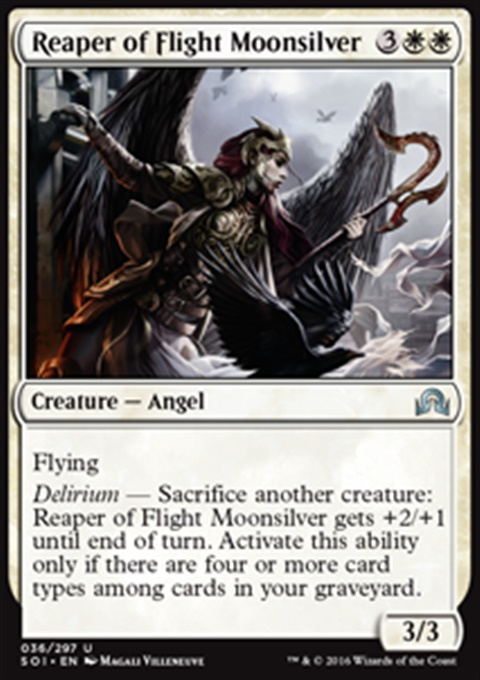 Reaper of Flight Moonsilver 3
Creature — Angel
Flying
Delirium — Sacrifice another creature:
Reaper of Flight Moonsilver gets +2/+1
until end of turn. Activate this ability
only if there are four or more card
types among cards in your graveyard.
3/3
036/297 U
SOI • EN Magali Villeneuve
™ & © 2016 Wizards of the Coast